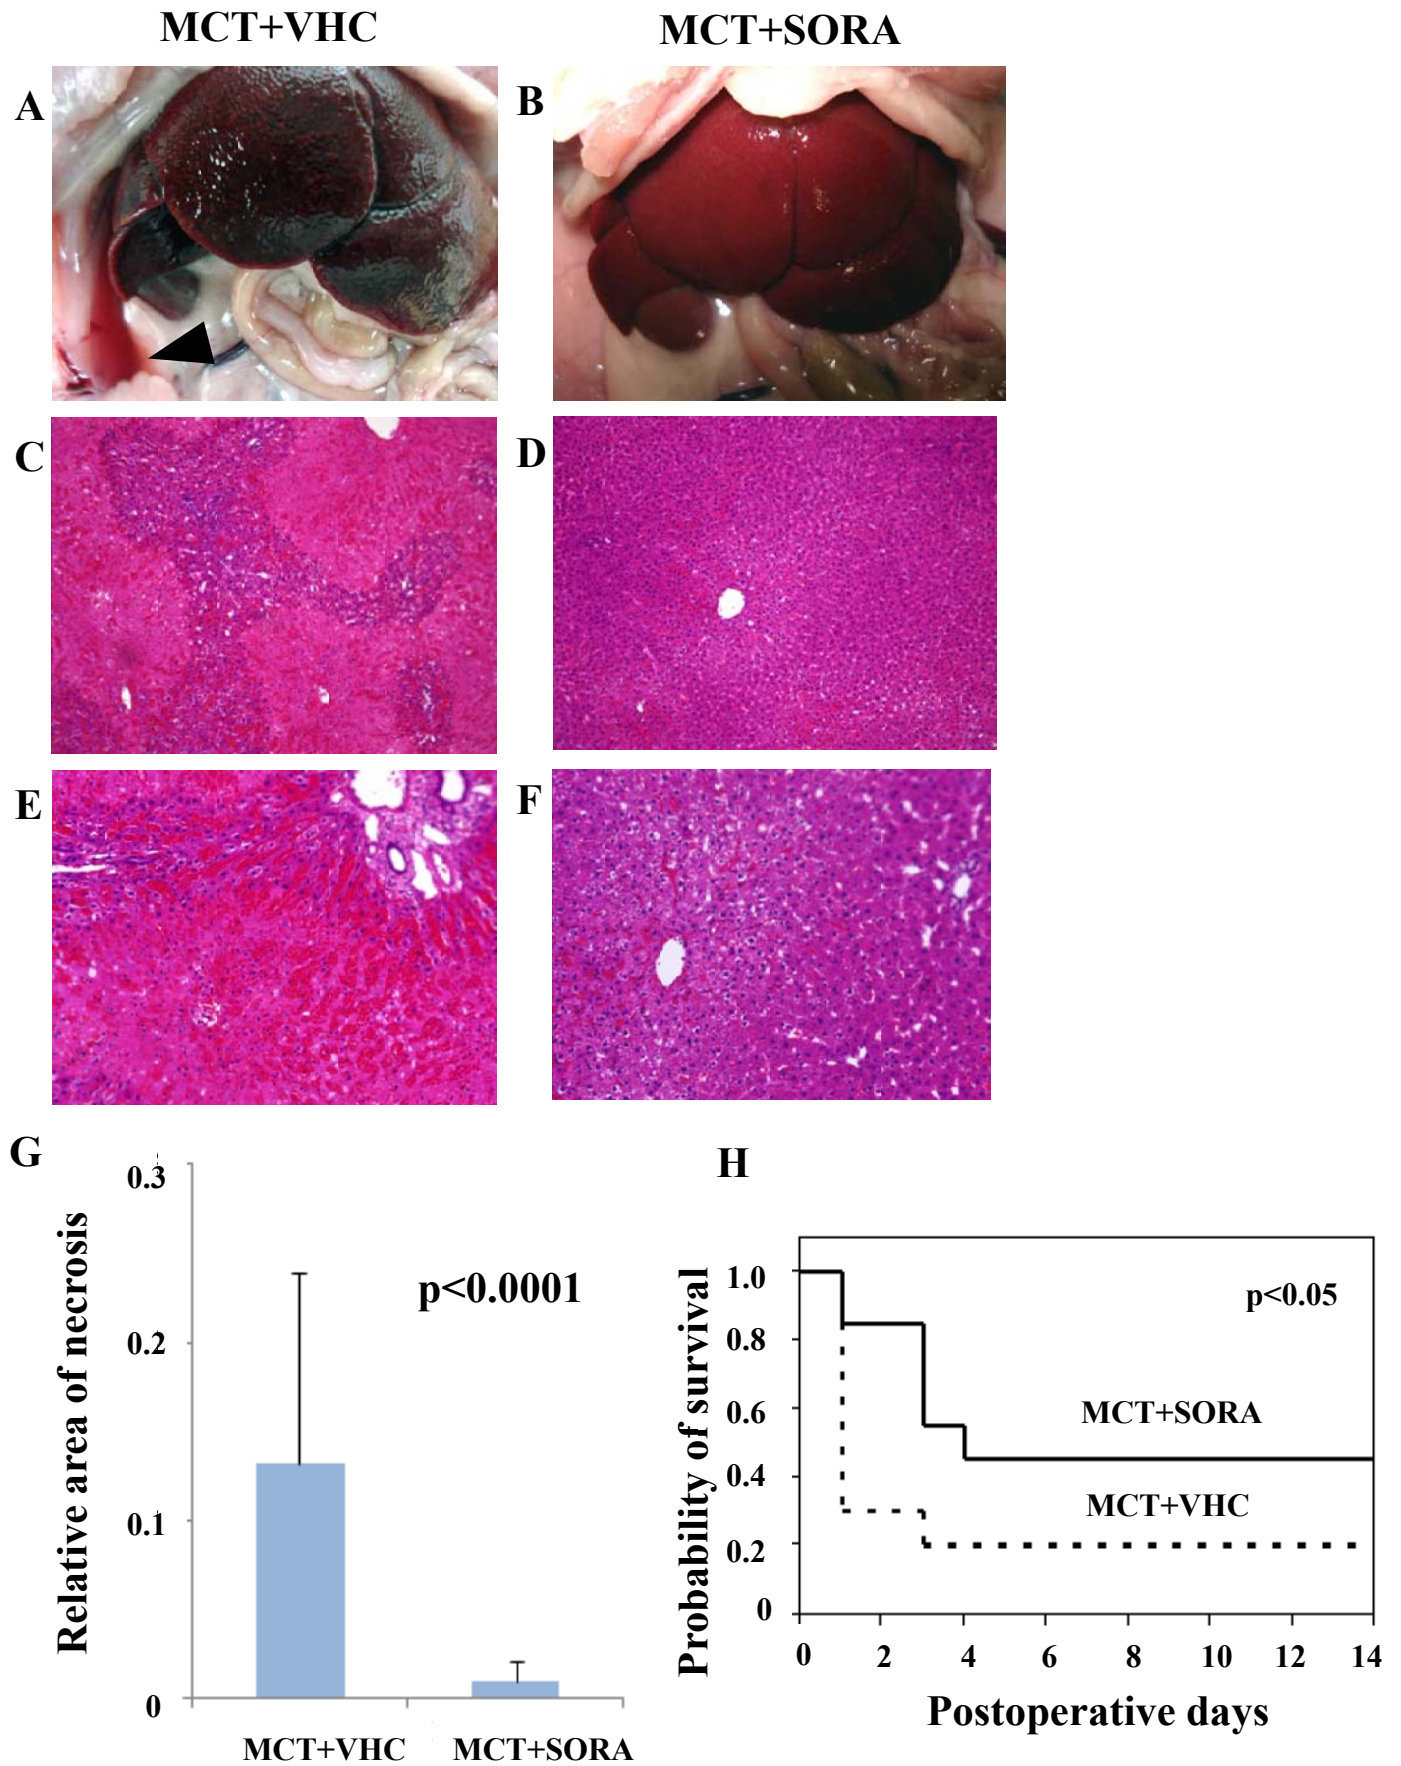 MCT+VHC
MCT+SORA
A
B
C
D
E
F
G
H
Relative area of necrosis
0.3
0.2
0.1
0
p<0.0001
MCT+VHC
MCT+SORA
Probability of survival
1.0
0.8
0.6
0.4
0.2
0
p<0.05
MCT+SORA
MCT+VHC
0 2 4 6 8 10 12 14
Postoperative days